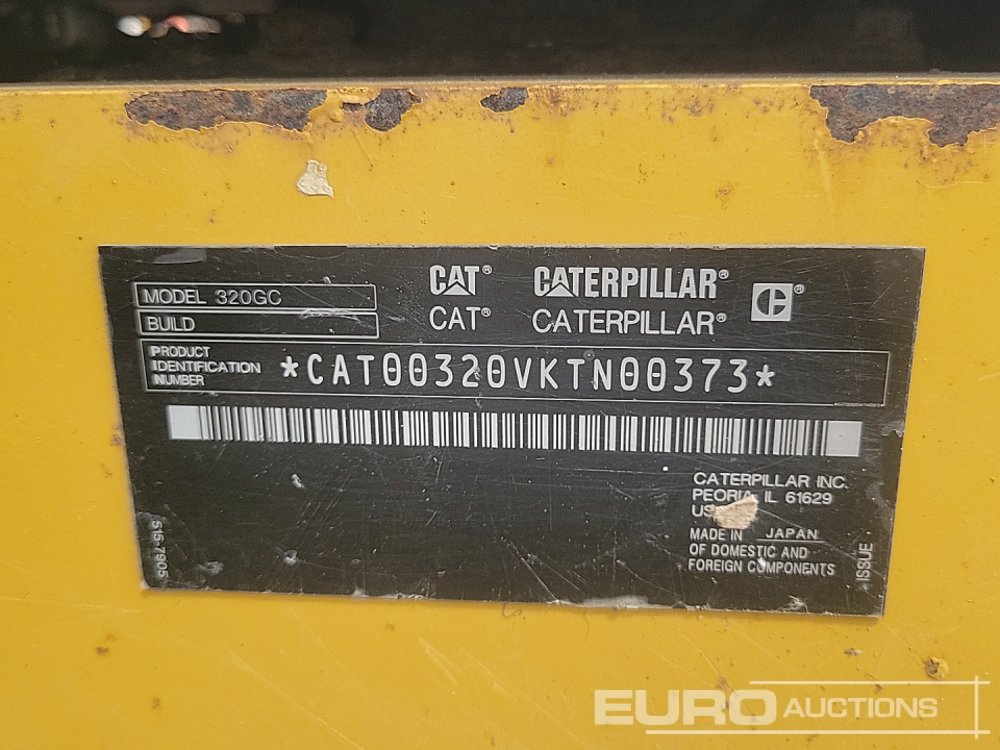 MODEL 320GC
BUILD
CAT® CATERPILLAR® ®
CAT® CATERPILLAR®
PRODUCT
IDENTIFICATION
NUMBER
*CAT00320VKTN00373*
CATERPILLAR INC.
PEORIA, IL 61629
MADE IN JAPAN
OF DOMESTIC AND
FOREIGN COMPONENTS
515-7905
ISSUE
EURO AUCTIONS